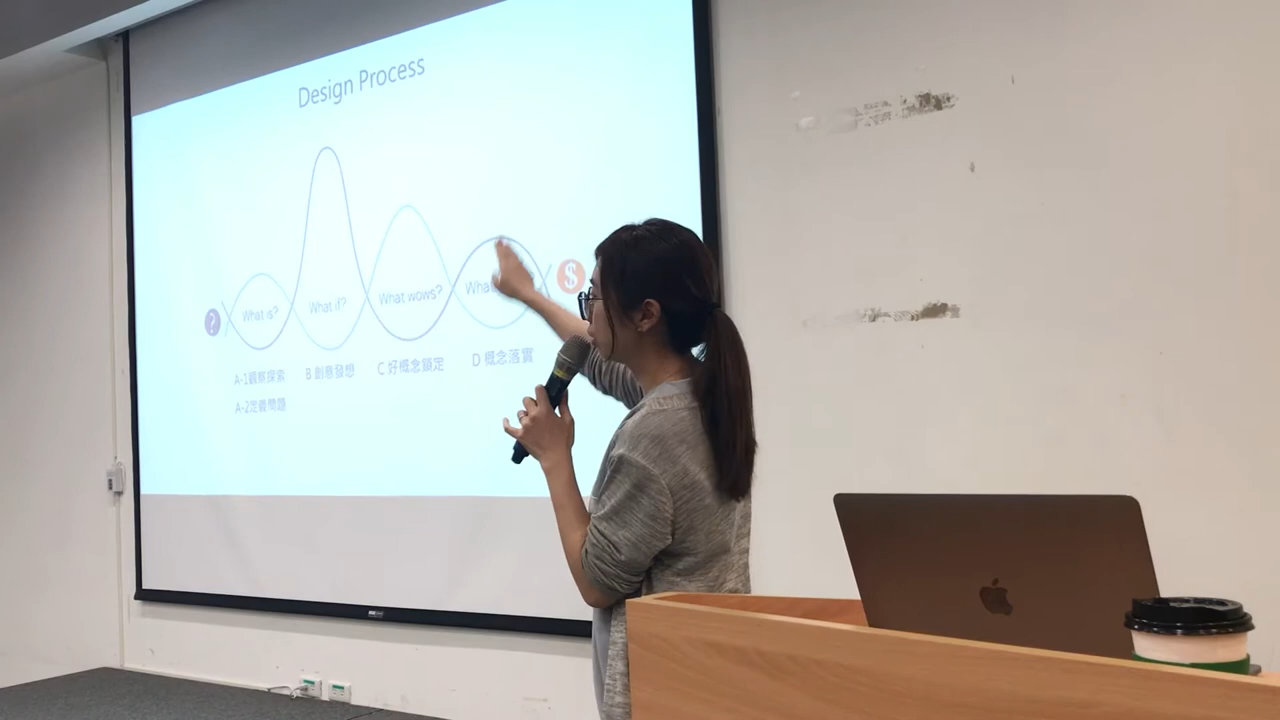 Design Process
?
What is?
What if?
What wows?
What
$
A-1觀察探索
B 創意發想
C 好概念鎖定
D 概念落實
A-2定義問題